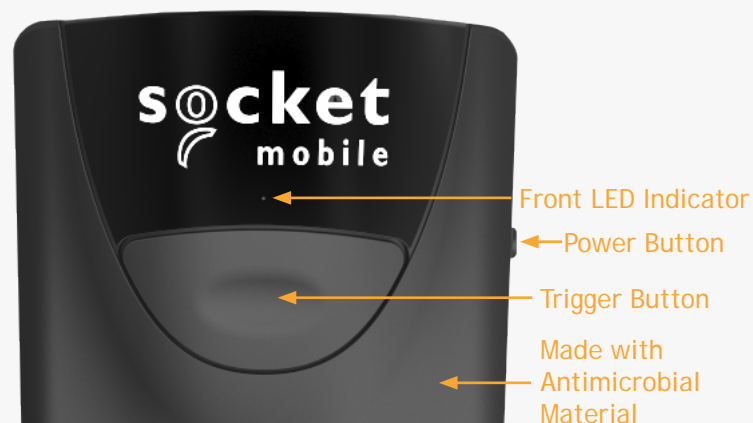 socket
mobile
Front LED Indicator
Power Button
Trigger Button
Made with
Antimicrobial
Material